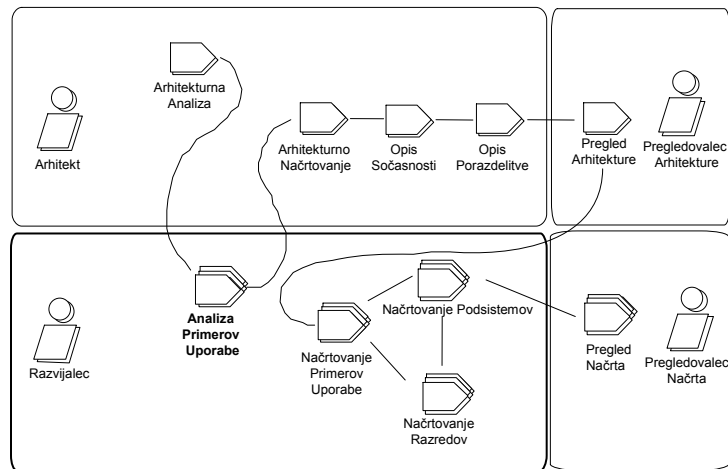 Arhitekturna
Analiza
Arhitekt
Arhitekturno
Načrtovanje
Opis
Sočasnosti
Opis
Porazdelitve
Pregled
Arhitekture
Pregledovalec
Arhitekture
Razvijalec
Analiza
Primerov
Uporabe
Načrtovanje
Primerov
Uporabe
Načrtovanje Podsistemov
Načrtovanje
Razredov
Pregled
Načrta
Pregledovalec
Načrta